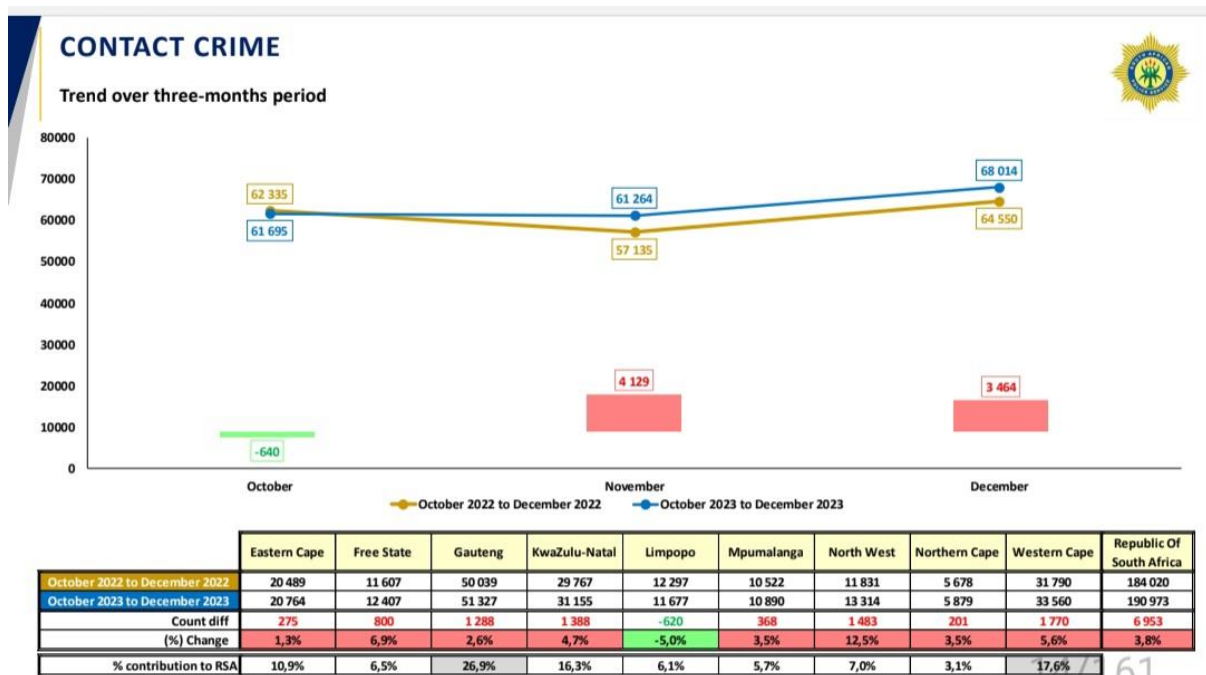 CONTACT CRIME
Trend over three-months period
80000
70000
60000
50000
40000
30000
20000
10000
0
62 335
61 695
61 264
57 135
68 014
64 550
-640
4 129
3 464
October November December
October 2022 to December 2022 October 2023 to December 2023
Eastern Cape Free State Gauteng KwaZulu-Natal Limpopo Mpumalanga North West Northern Cape Western Cape Republic Of South Africa
October 2022 to December 2022 20 489 11 607 50 039 29 767 12 297 10 522 11 831 5 678 31 790 184 020
October 2023 to December 2023 20 764 12 407 51 327 31 155 11 677 10 890 13 314 5 879 33 560 190 973
Count diff 275 800 1 288 1 388 -620 368 1 483 201 1 770 6 953
(%) Change 1,3% 6,9% 2,6% 4,7% -5,0% 3,5% 12,5% 3,5% 5,6% 3,8%
% contribution to RSA 10,9% 6,5% 26,9% 16,3% 6,1% 5,7% 7,0% 3,1% 17,6%